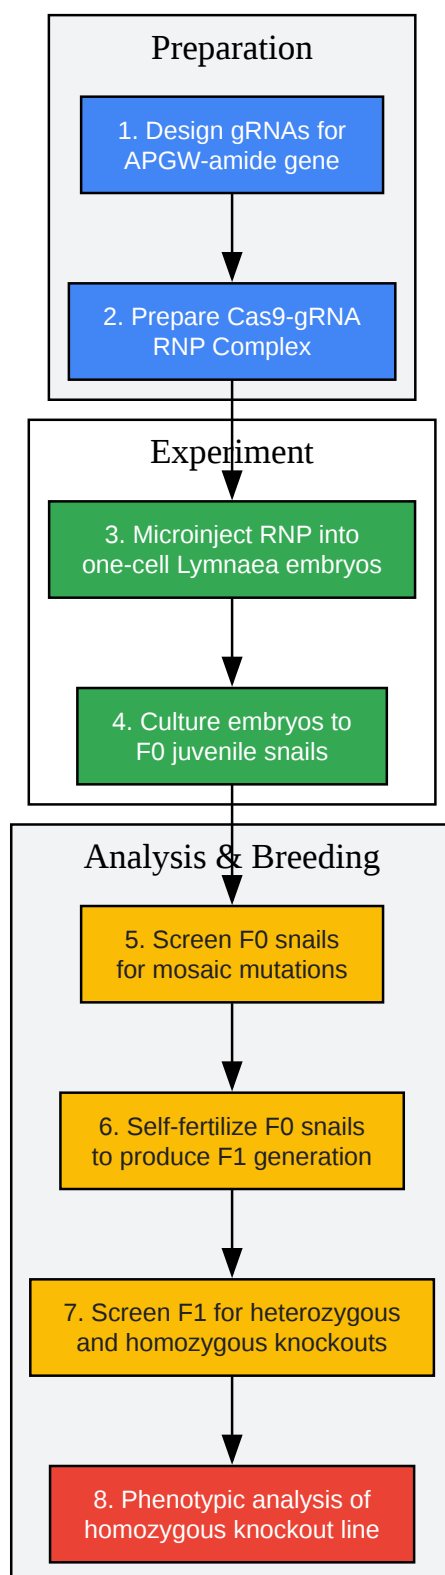 Preparation
1. Design gRNAs for
APGW-amide gene
2. Prepare Cas9-gRNA
RNP Complex
Experiment
3. Microinject RNP into
one-cell Lymnaea embryos
4. Culture embryos to
F0 juvenile snails
Analysis & Breeding
5. Screen F0 snails
for mosaic mutations
6. Self-fertilize F0 snails
to produce F1 generation
7. Screen F1 for heterozygous
and homozygous knockouts
8. Phenotypic analysis of
homozygous knockout line